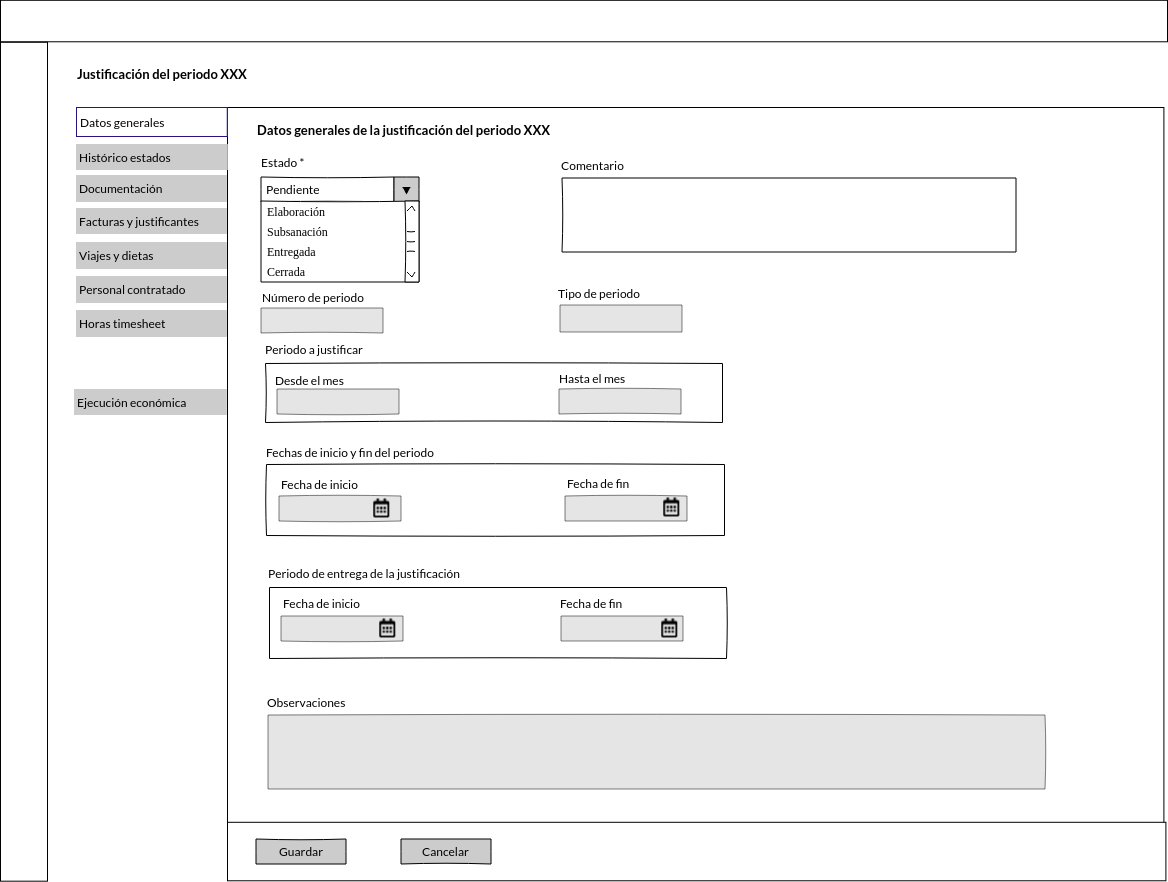 Justificación del periodo XXX
Datos generales
Histórico estados
Documentación
Facturas y justificantes
Viajes y dietas
Personal contratado
Horas timesheet
Ejecución económica
Datos generales de la justificación del periodo XXX
Estado *
Pendiente
Elaboración
Subsanación
Entregada
Cerrada
Comentario
Número de periodo
Tipo de periodo
Periodo a justificar
Desde el mes
Hasta el mes
Fechas de inicio y fin del periodo
Fecha de inicio
Fecha de fin
Periodo de entrega de la justificación
Fecha de inicio
Fecha de fin
Observaciones
Guardar
Cancelar